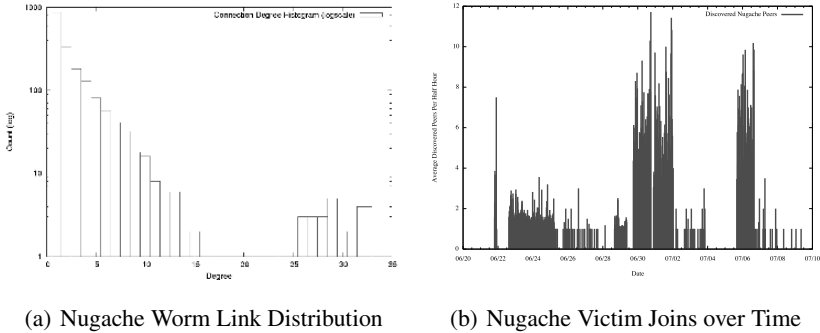 Connection Degree Histogram (logscale)
1000
100
10
1
0 5 10 15 20 25 30 35
Count (log)
Degree
(a) Nugache Worm Link Distribution
Discovered Nugache Peers
12
10
8
6
4
2
0
06/20 06/22 06/24 06/26 06/28 06/30 07/02 07/04 07/06 07/08 07/10
Average Discovered Peers Per Half Hour
Date
(b) Nugache Victim Joins over Time